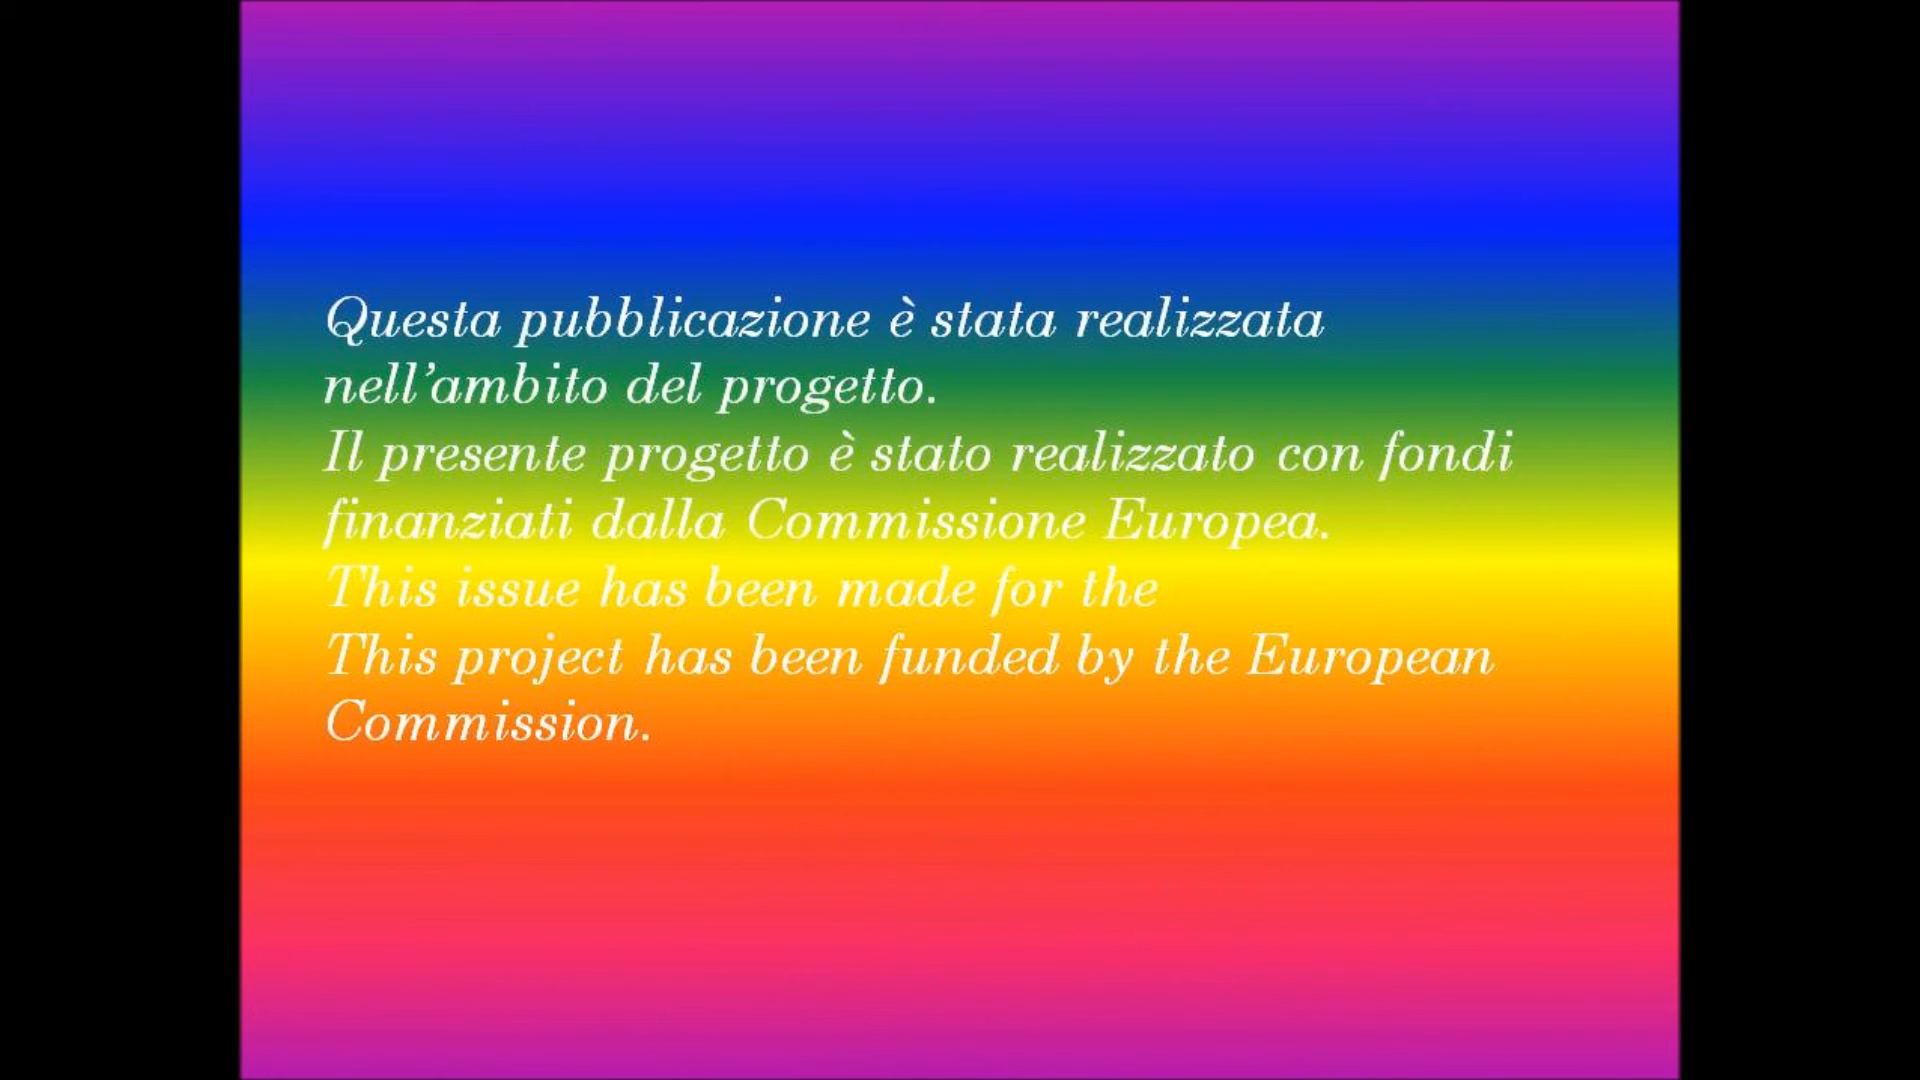 Questa pubblicazione è stata realizzata
nell’ambito del progetto.
Il presente progetto è stato realizzato con fondi
finanziati dalla Commissione Europea.
This issue has been made for the
This project has been funded by the European
Commission.